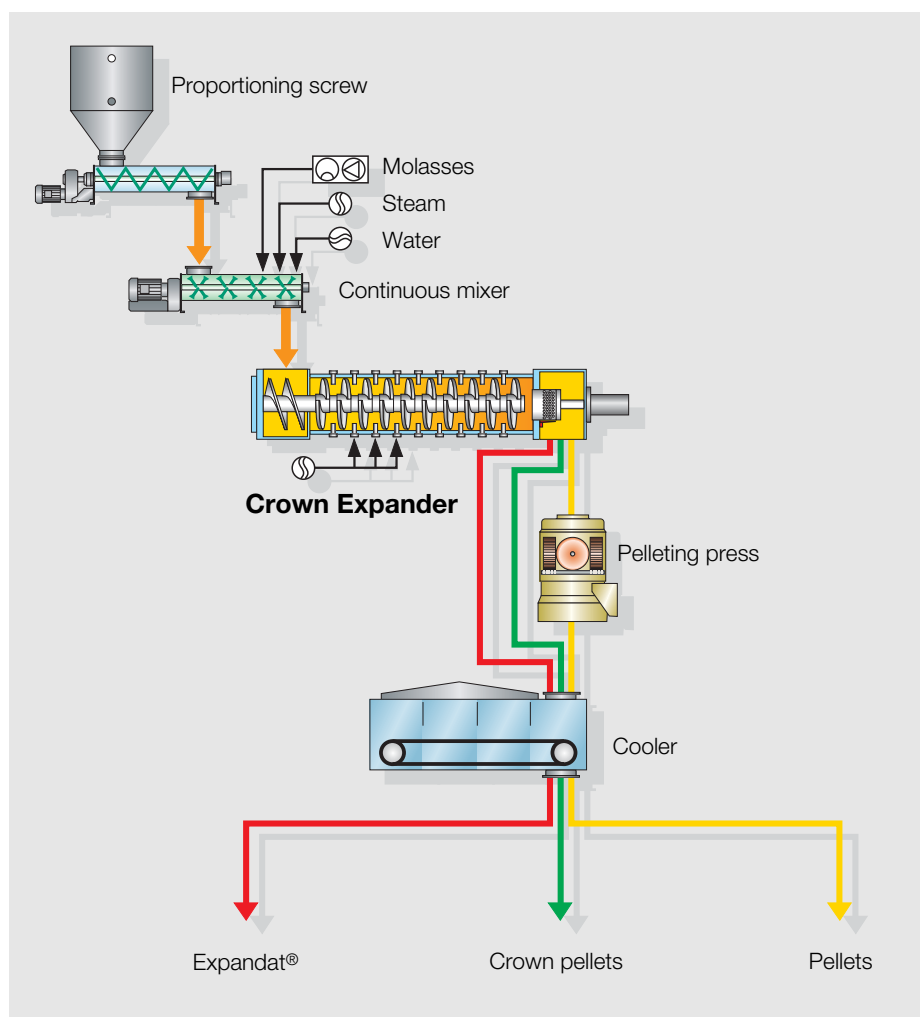 Proportioning screw
Molasses
Steam
Water
Continuous mixer
Crown Expander
Pelleting press
Cooler
Expandat®
Crown pellets
Pellets